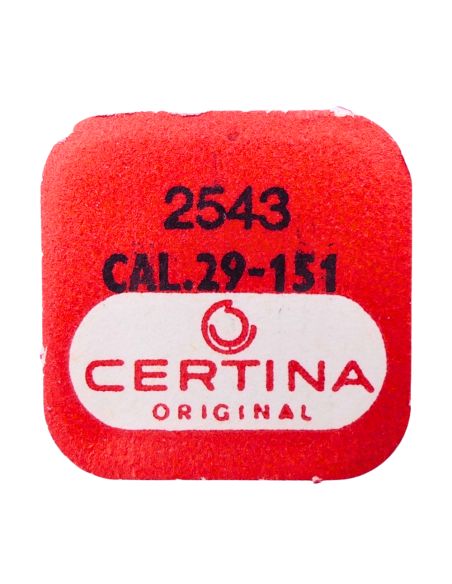 2543
CAL.29-151
CERTINA
ORIGINAL